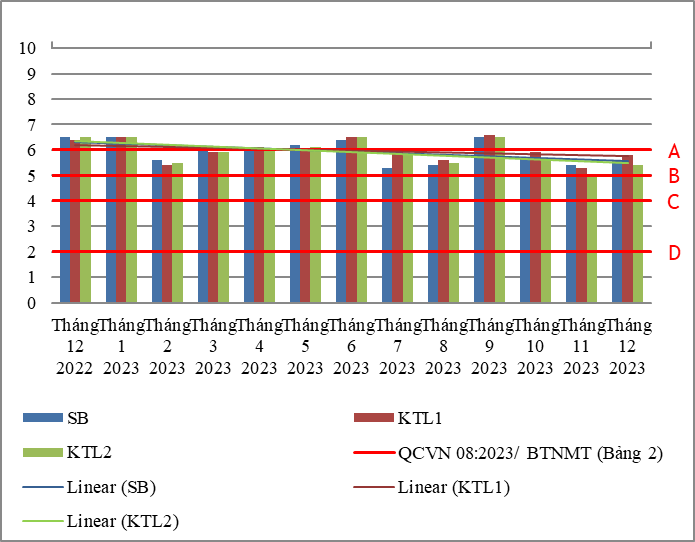 10
9
8
7
6
5
4
3
2
1
0
A
B
C
D
Tháng Tháng Tháng Tháng Tháng Tháng Tháng Tháng Tháng Tháng Tháng Tháng Tháng
12 1 2 3 4 5 6 7 8 9 10 11 12
2022 2023 2023 2023 2023 2023 2023 2023 2023 2023 2023 2023 2023
SB KTL1
KTL2 QCVN 08:2023/ BTNMT (Bảng 2)
Linear (SB) Linear (KTL1)
Linear (KTL2)